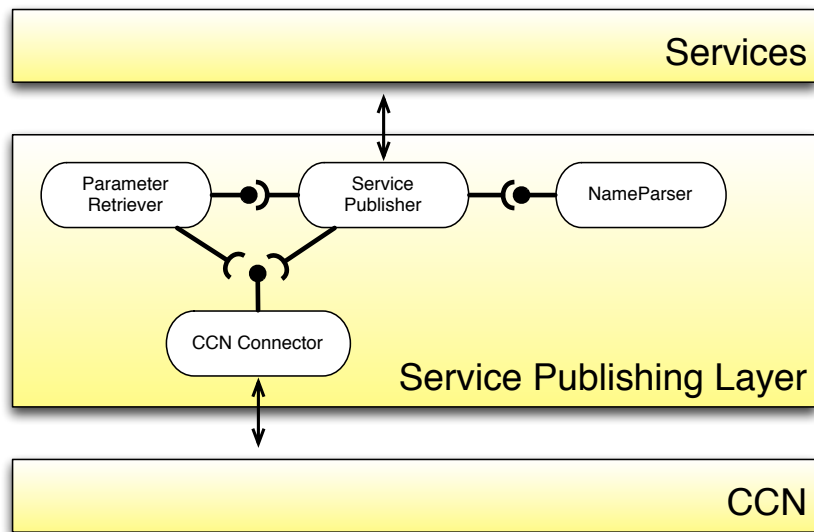 Services
Parameter
Retriever
Service
Publisher
NameParser
CCN Connector
Service Publishing Layer
CCN